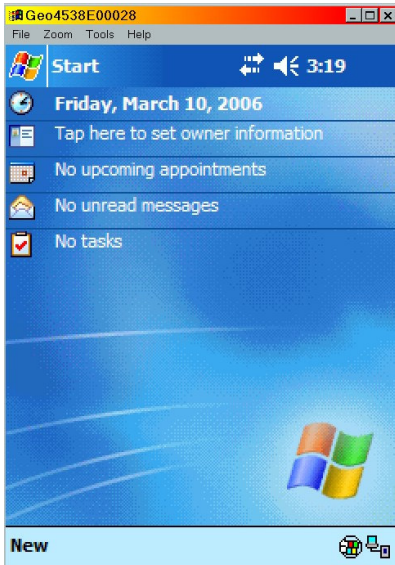 Geo4538E00028
File Zoom Tools Help
Start 3:19
Friday, March 10, 2006
Tap here to set owner information
No upcoming appointments
No unread messages
No tasks
New